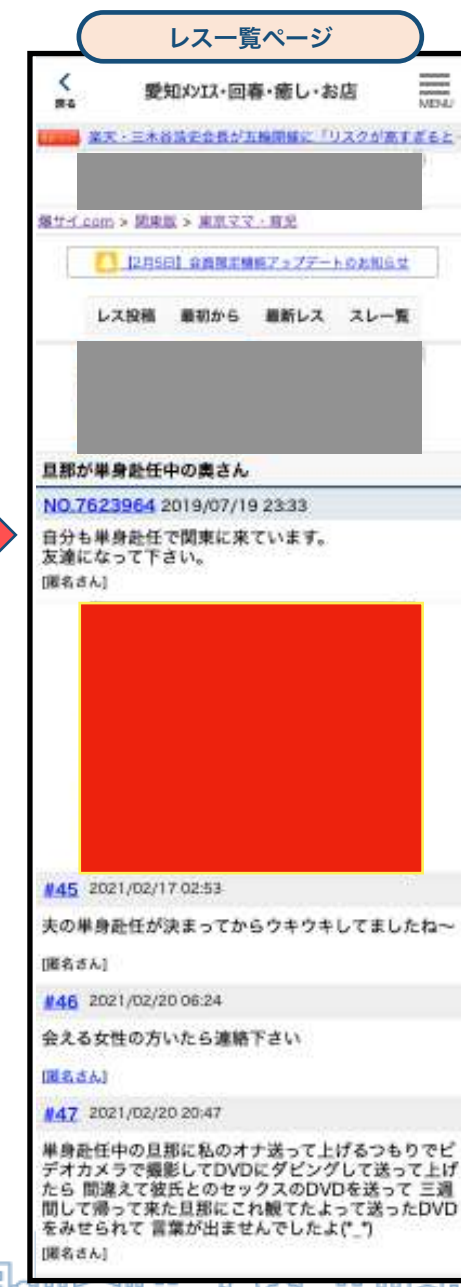 レス一覧ページ
戻る
愛知メンエス・回春・癒し・お店
MENU
楽天・三木谷浩史会長が五輪開催に「リスクが高すぎると
爆サイ.com > 関東版 > 東京ママ・育児
【2月5日】会員限定機能アップデートのお知らせ
レス投稿 最初から 最新レス スレ一覧
旦那が単身赴任中の奥さん
NO.7623964 2019/07/19 23:33
自分も単身赴任で関東に来ています。
友達になって下さい。
[匿名さん]
#45 2021/02/17 02:53
夫の単身赴任が決まってからウキウキしてましたね〜
[匿名さん]
#46 2021/02/20 06:24
会える女性の方いたら連絡下さい
[匿名さん]
#47 2021/02/20 20:47
単身赴任中の旦那に私のオナ送って上げるつもりでビ
デオカメラで撮影してDVDにダビングして送って上げ
たら 間違えて彼氏とのセックスのDVDを送って 三週
間して帰って来た旦那にこれ観てたよって送ったDVD
をみせられて 言葉が出ませんでしたよ(*_*)
[匿名さん]